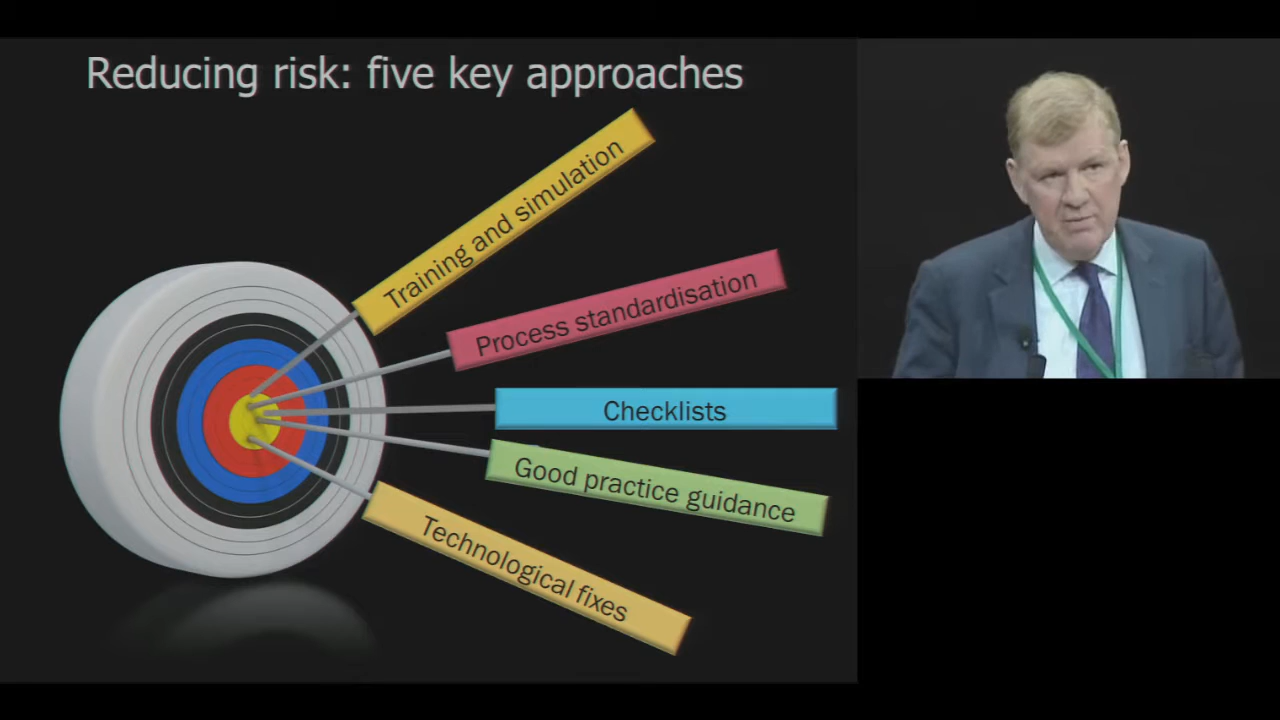 Reducing risk: five key approaches
Training and simulation
Process standardisation
Checklists
Good practice guidance
Technological fixes